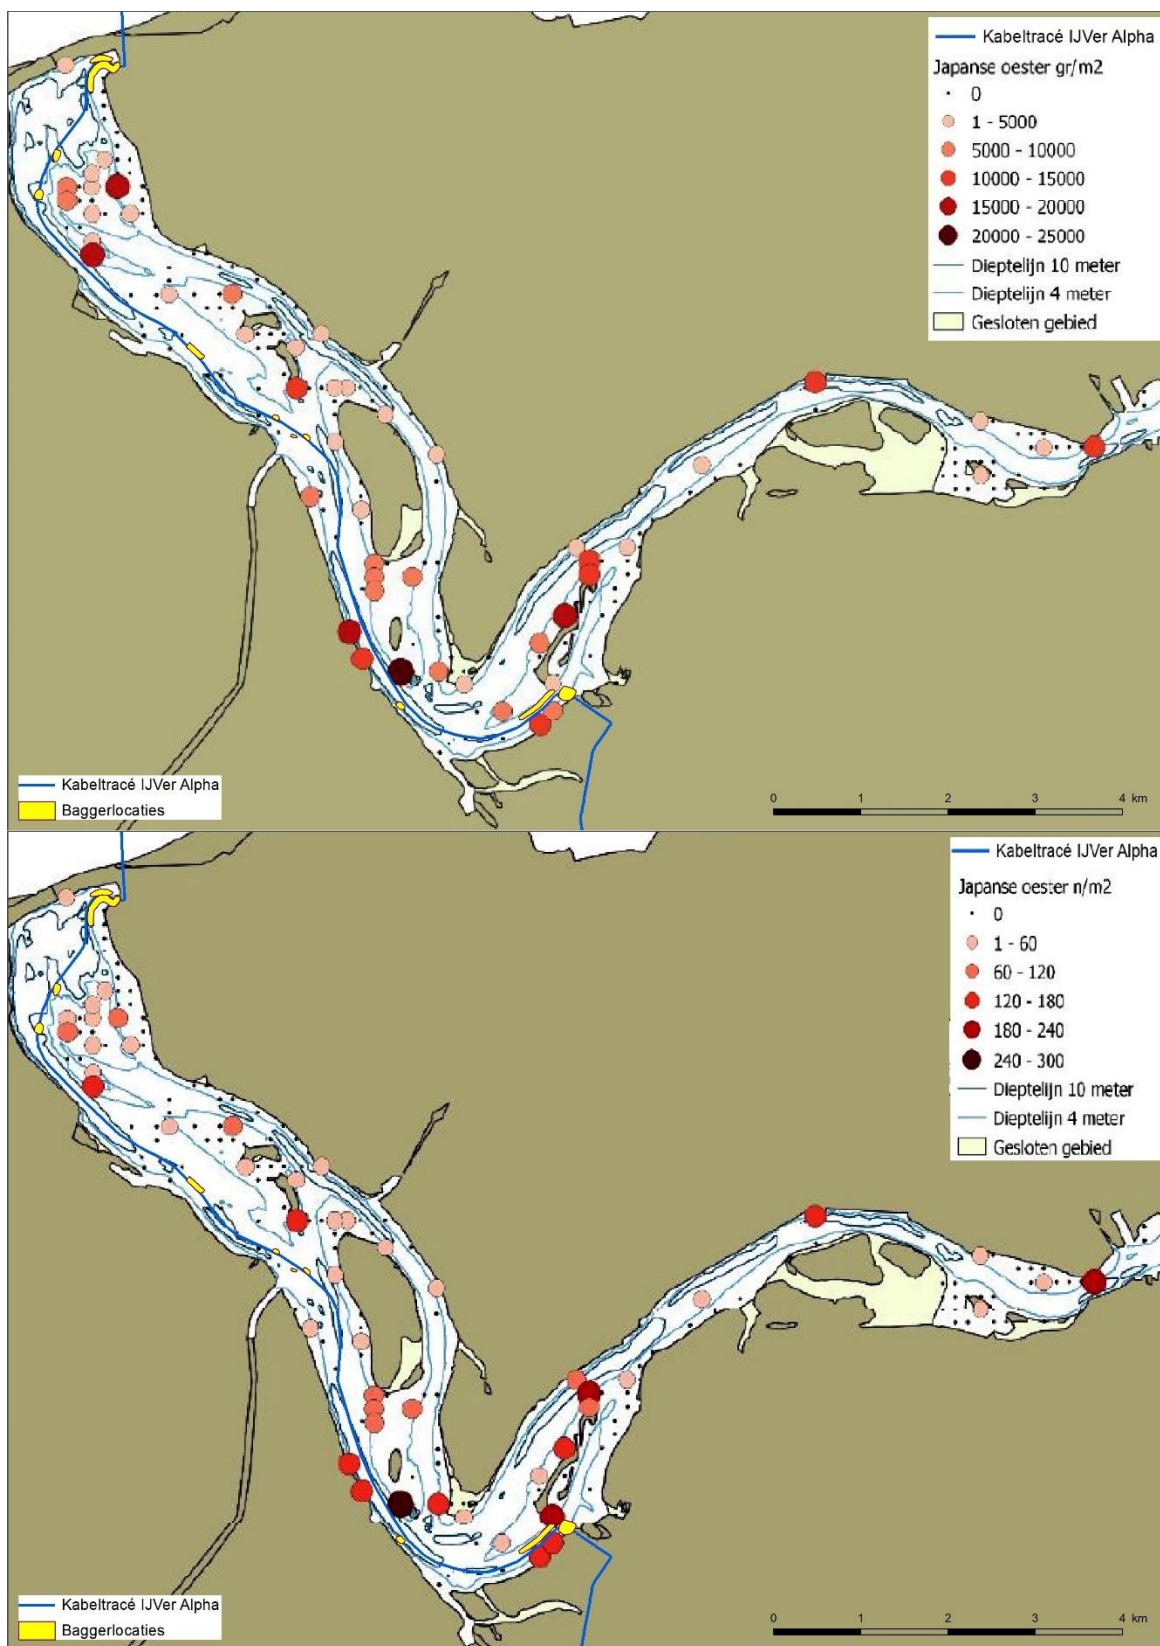 Kabeltracé IJVer Alpha
Japanse oester gr/m2
0
1 - 5000
5000 - 10000
10000 - 15000
15000 - 20000
20000 - 25000
Dieptelijn 10 meter
Dieptelijn 4 meter
Gesloten gebied
Kabeltracé IJVer Alpha
Baggerlocaties
0 1 2 3 4 km
Kabeltracé IJVer Alpha
Japanse oester n/m2
0
1 - 60
60 - 120
120 - 180
180 - 240
240 - 300
Dieptelijn 10 meter
Dieptelijn 4 meter
Gesloten gebied
Kabeltracé IJVer Alpha
Baggerlocaties
0 1 2 3 4 km